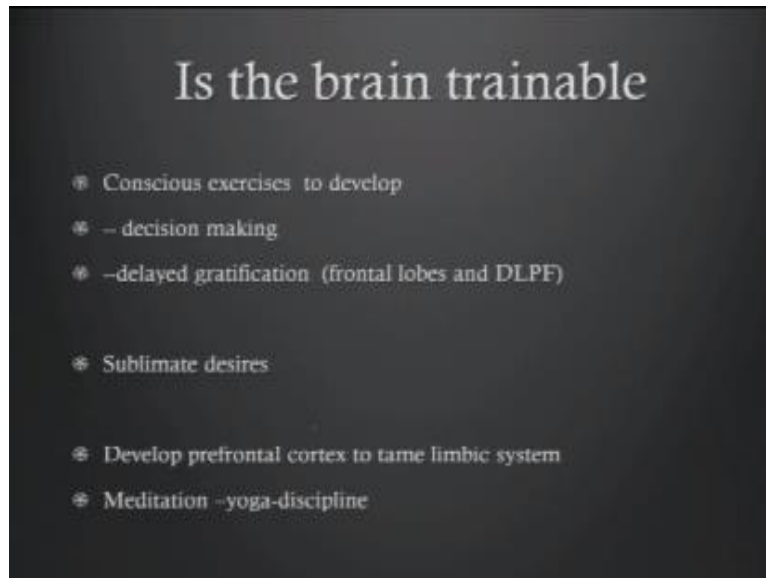 Is the brain trainable
Conscious exercises to develop
– decision making
–delayed gratification (frontal lobes and DLPF)
Sublimate desires
Develop prefrontal cortex to tame limbic system
Meditation –yoga-discipline